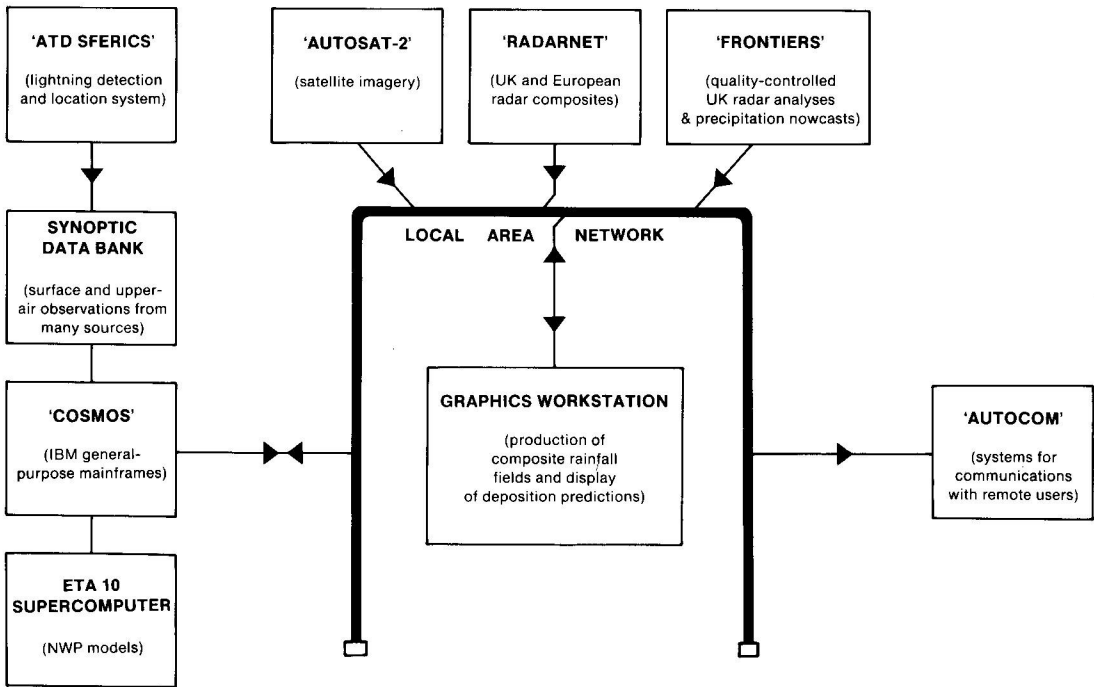 'ATD SFERICS'
(lightning detection
and location system)
'AUTOSAT-2'
(satellite imagery)
'RADARNET'
(UK and European
radar composites)
'FRONTIERS'
(quality-controlled
UK radar analyses
& precipitation nowcasts)
SYNOPTIC
DATA BANK
(surface and upper-
air observations from
many sources)
LOCAL AREA NETWORK
'COSMOS'
(IBM general-
purpose mainframes)
GRAPHICS WORKSTATION
(production of
composite rainfall
fields and display
of deposition predictions)
'AUTOCOM'
(systems for
communications
with remote users)
ETA 10
SUPERCOMPUTER
(NWP models)